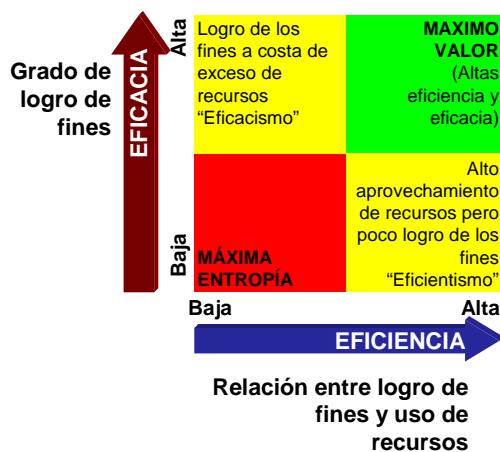 Grado de
logro de
fines
EFICACIA
Alta
Baja
Logro de los
fines a costa de
exceso de
recursos
“Eficacismo”
MAXIMO
VALOR
(Altas
eficiencia y
eficacia)
MÁXIMA
ENTROPÍA
Alto
aprovechamiento
de recursos pero
poco logro de los
fines
“Eficientismo”
Baja
Alta
EFICIENCIA
Relación entre logro de
fines y uso de
recursos